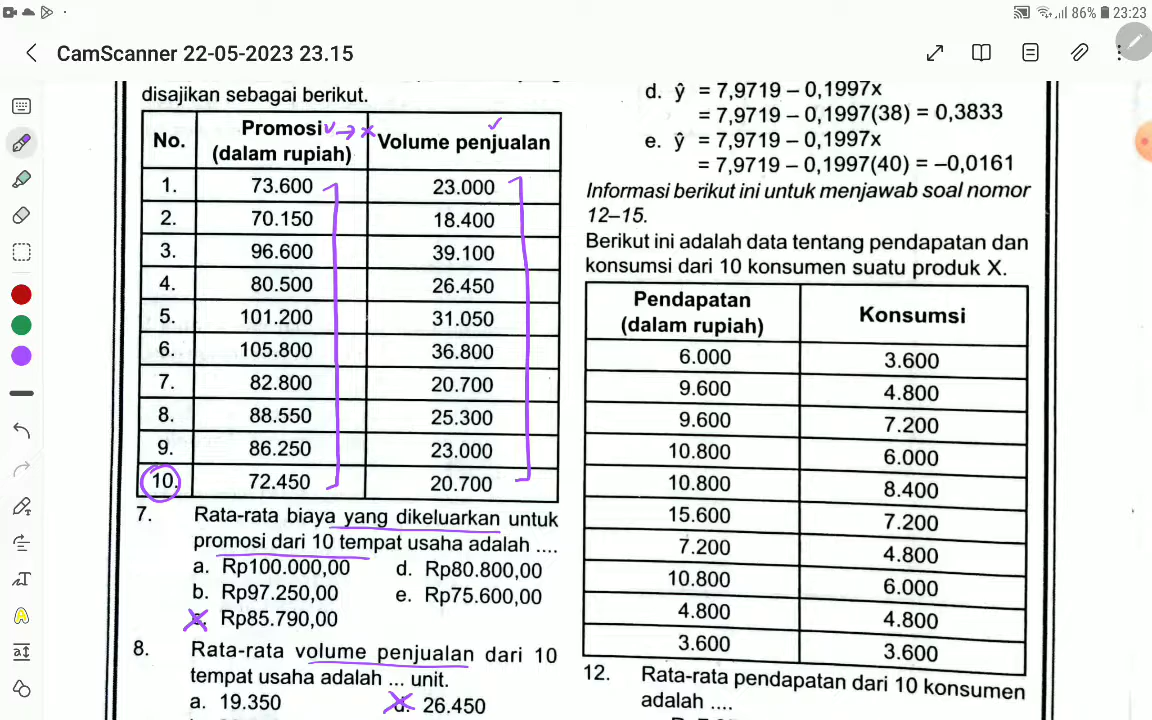 86% 23:23
CamScanner 22-05-2023 23.15
disajikan sebagai berikut.
No. Promosi (dalam rupiah) Volume penjualan
1. 73.600 23.000
2. 70.150 18.400
3. 96.600 39.100
4. 80.500 26.450
5. 101.200 31.050
6. 105.800 36.800
7. 82.800 20.700
8. 88.550 25.300
9. 86.250 23.000
10. 72.450 20.700
7. Rata-rata biaya yang dikeluarkan untuk
promosi dari 10 tempat usaha adalah ....
a. Rp100.000,00 d. Rp80.800,00
b. Rp97.250,00 e. Rp75.600,00
c. Rp85.790,00
8. Rata-rata volume penjualan dari 10
tempat usaha adalah ... unit.
a. 19.350 d. 26.450
d. ŷ = 7,9719 – 0,1997x
= 7,9719 – 0,1997(38) = 0,3833
e. ŷ = 7,9719 – 0,1997x
= 7,9719 – 0,1997(40) = –0,0161
Informasi berikut ini untuk menjawab soal nomor
12–15.
Berikut ini adalah data tentang pendapatan dan
konsumsi dari 10 konsumen suatu produk X.
Pendapatan (dalam rupiah) Konsumsi
6.000 3.600
9.600 4.800
9.600 7.200
10.800 6.000
10.800 8.400
15.600 7.200
7.200 4.800
10.800 6.000
4.800 4.800
3.600 3.600
12. Rata-rata pendapatan dari 10 konsumen
adalah ....